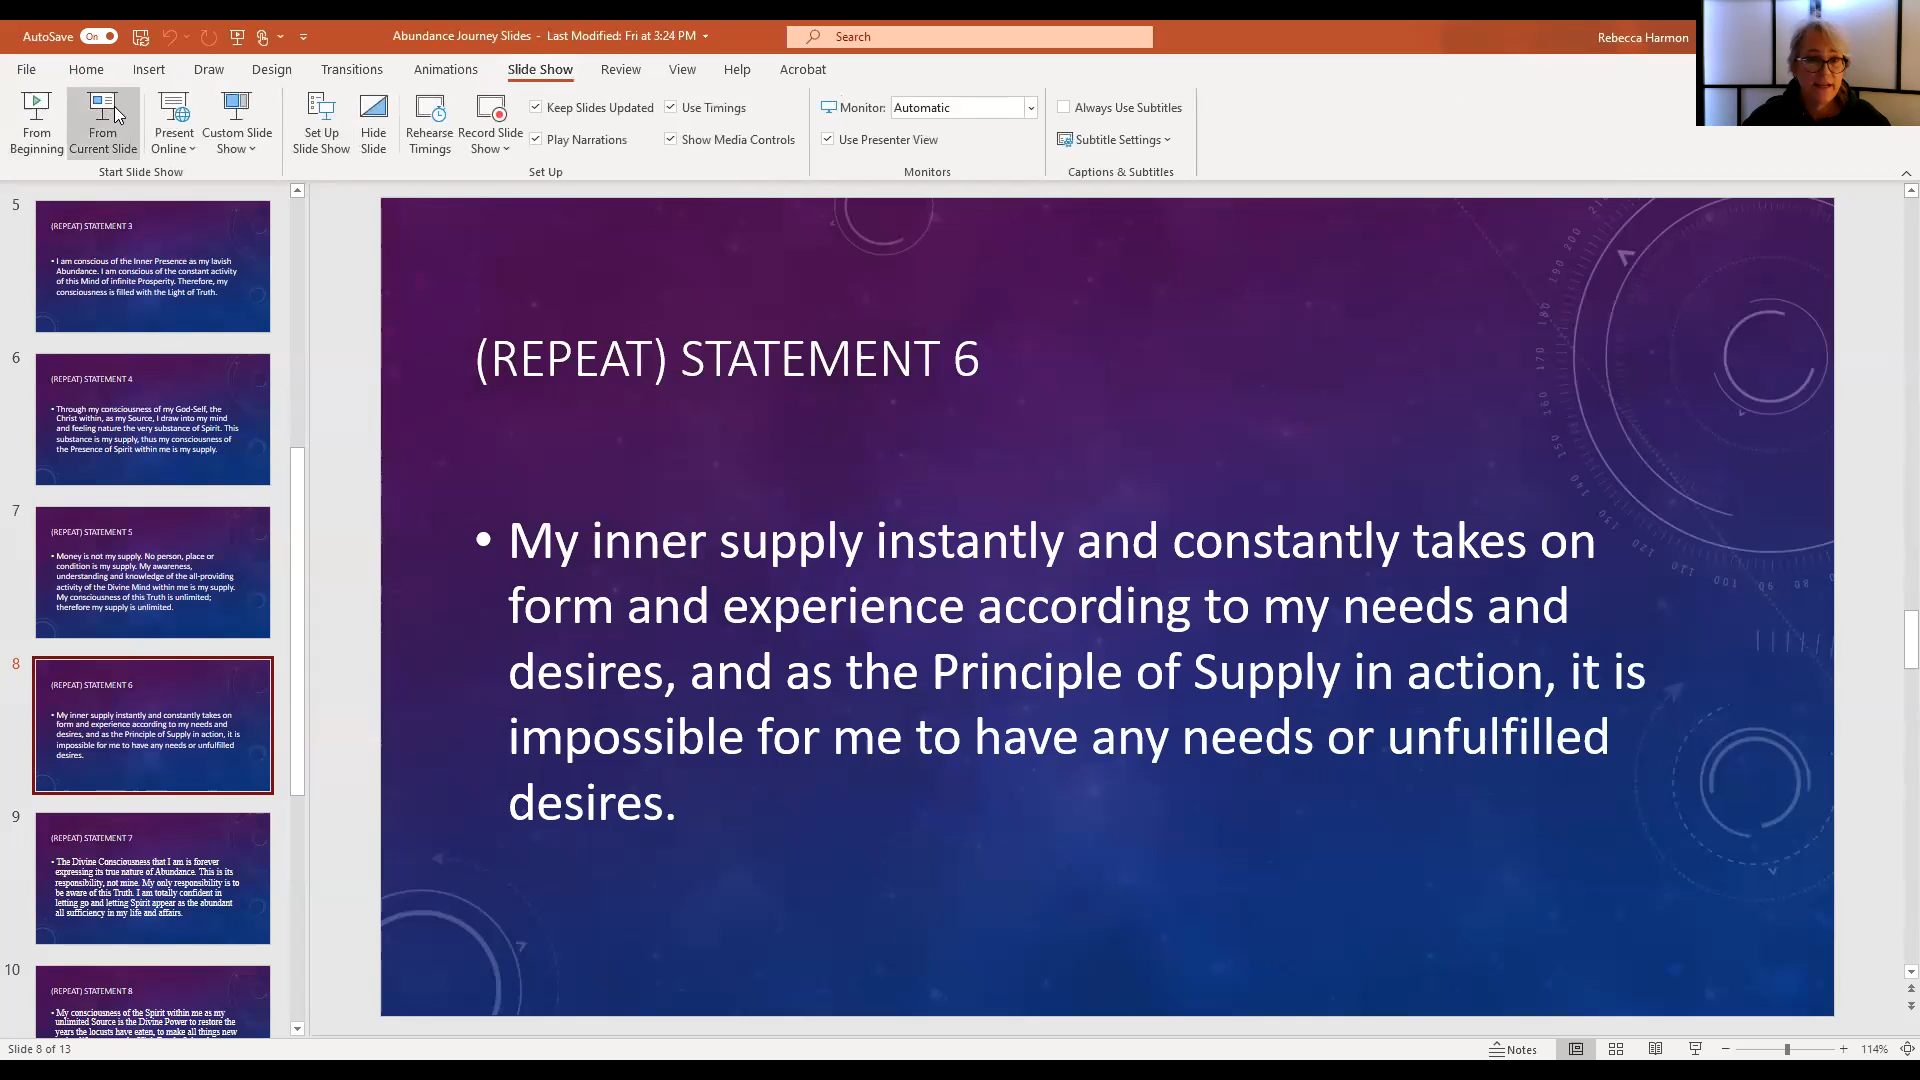 AutoSave On
Abundance Journey Slides - Last Modified: Fri at 3:24 PM
Search
Rebecca Harmon
File Home Insert Draw Design Transitions Animations Slide Show Review View Help Acrobat
From Beginning
From Current Slide
Present Online
Custom Slide Show
Start Slide Show
Set Up Slide Show
Hide Slide
Rehearse Timings
Record Slide Show
Keep Slides Updated
Play Narrations
Use Timings
Show Media Controls
Set Up
Monitor: Automatic
Use Presenter View
Monitors
Always Use Subtitles
Subtitle Settings
Captions & Subtitles
5
(REPEAT) STATEMENT 3
• I am conscious of the Inner Presence as my lavish
Abundance. I am conscious of the constant activity
of this Mind of infinite Prosperity. Therefore, my
consciousness is filled with the Light of Truth.
6
(REPEAT) STATEMENT 4
• Through my consciousness of my God-Self, the
Christ within, as my Source, I draw into my mind
and feeling nature the very substance of Spirit. This
substance is my supply, thus my consciousness of
the Presence of Spirit within me is my supply.
7
(REPEAT) STATEMENT 5
• Money is not my supply. No person, place or
condition is my supply. My awareness,
understanding and knowledge of the all-providing
activity of the Divine Mind within me is my supply.
My consciousness of this Truth is unlimited;
therefore my supply is unlimited.
8
(REPEAT) STATEMENT 6
• My inner supply instantly and constantly takes on
form and experience according to my needs and
desires, and as the Principle of Supply in action, it is
impossible for me to have any needs or unfulfilled
desires.
9
(REPEAT) STATEMENT 7
• The Divine Consciousness that I am is forever
expressing its true nature of Abundance. This is its
responsibility, not mine. My only responsibility is to
be aware of this Truth. I am totally confident in
letting go and letting Spirit appear as the abundant
all sufficiency in my life and affairs.
10
(REPEAT) STATEMENT 8
• My consciousness of the Spirit within me as my
unlimited Source is the Divine Power to restore the
years the locusts have eaten, to make all things new
(REPEAT) STATEMENT 6
• My inner supply instantly and constantly takes on
form and experience according to my needs and
desires, and as the Principle of Supply in action, it is
impossible for me to have any needs or unfulfilled
desires.
Slide 8 of 13
Notes
114%